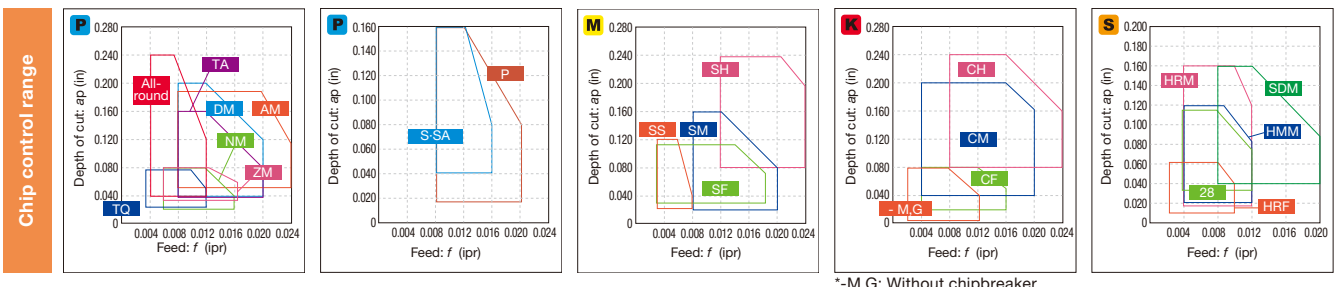 Chip control range
P
Depth of cut: ap (in)
0.280
0.240
0.200
0.160
0.120
0.080
0.040
0
All-
round
TA
DM
AM
NM
ZM
TQ
0.004 0.008 0.012 0.016 0.020 0.024
Feed: f (ipr)
P
Depth of cut: ap (in)
0.160
0.140
0.120
0.100
0.080
0.060
0.040
0.020
0
P
S·SA
0.004 0.008 0.012 0.016 0.020 0.024
Feed: f (ipr)
M
Depth of cut: ap (in)
0.280
0.240
0.200
0.160
0.120
0.080
0.040
0
SH
SS
SM
SF
0.004 0.008 0.012 0.016 0.020 0.024
Feed: f (ipr)
K
Depth of cut: ap (in)
0.280
0.240
0.200
0.160
0.120
0.080
0.040
0
CH
CM
CF
- M,G
0.004 0.008 0.012 0.016 0.020 0.024
Feed: f (ipr)
S
Depth of cut: ap (in)
0.200
0.180
0.160
0.140
0.120
0.100
0.080
0.060
0.040
0.020
0
HRM
SDM
HMM
28
HRF
0.004 0.008 0.012 0.016 0.020
Feed: f (ipr)
*-M,G: Without chipbreaker